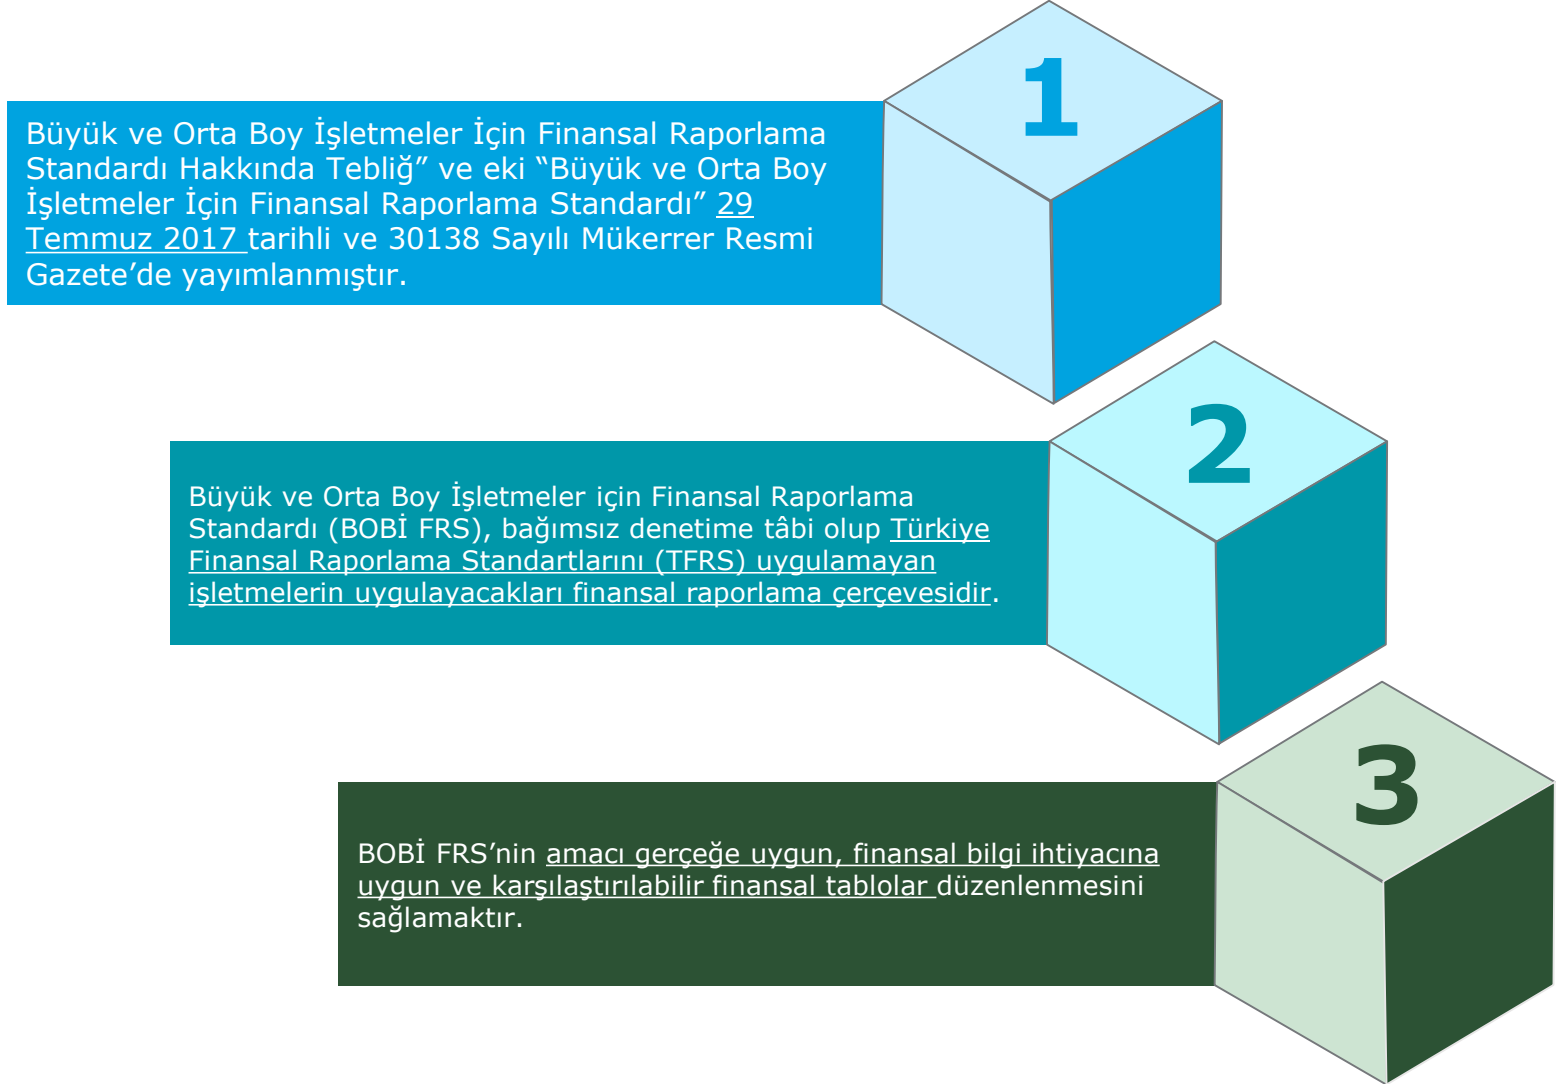 1
Büyük ve Orta Boy İşletmeler İçin Finansal Raporlama
Standardı Hakkında Tebliğ” ve eki “Büyük ve Orta Boy
İşletmeler İçin Finansal Raporlama Standardı” 29
Temmuz 2017 tarihli ve 30138 Sayılı Mükerrer Resmi
Gazete’de yayımlanmıştır.
2
Büyük ve Orta Boy İşletmeler için Finansal Raporlama
Standardı (BOBİ FRS), bağımsız denetime tâbi olup Türkiye
Finansal Raporlama Standartlarını (TFRS) uygulamayan
işletmelerin uygulayacakları finansal raporlama çerçevesidir.
3
BOBİ FRS’nin amacı gerçeğe uygun, finansal bilgi ihtiyacına
uygun ve karşılaştırılabilir finansal tablolar düzenlenmesini
sağlamaktır.